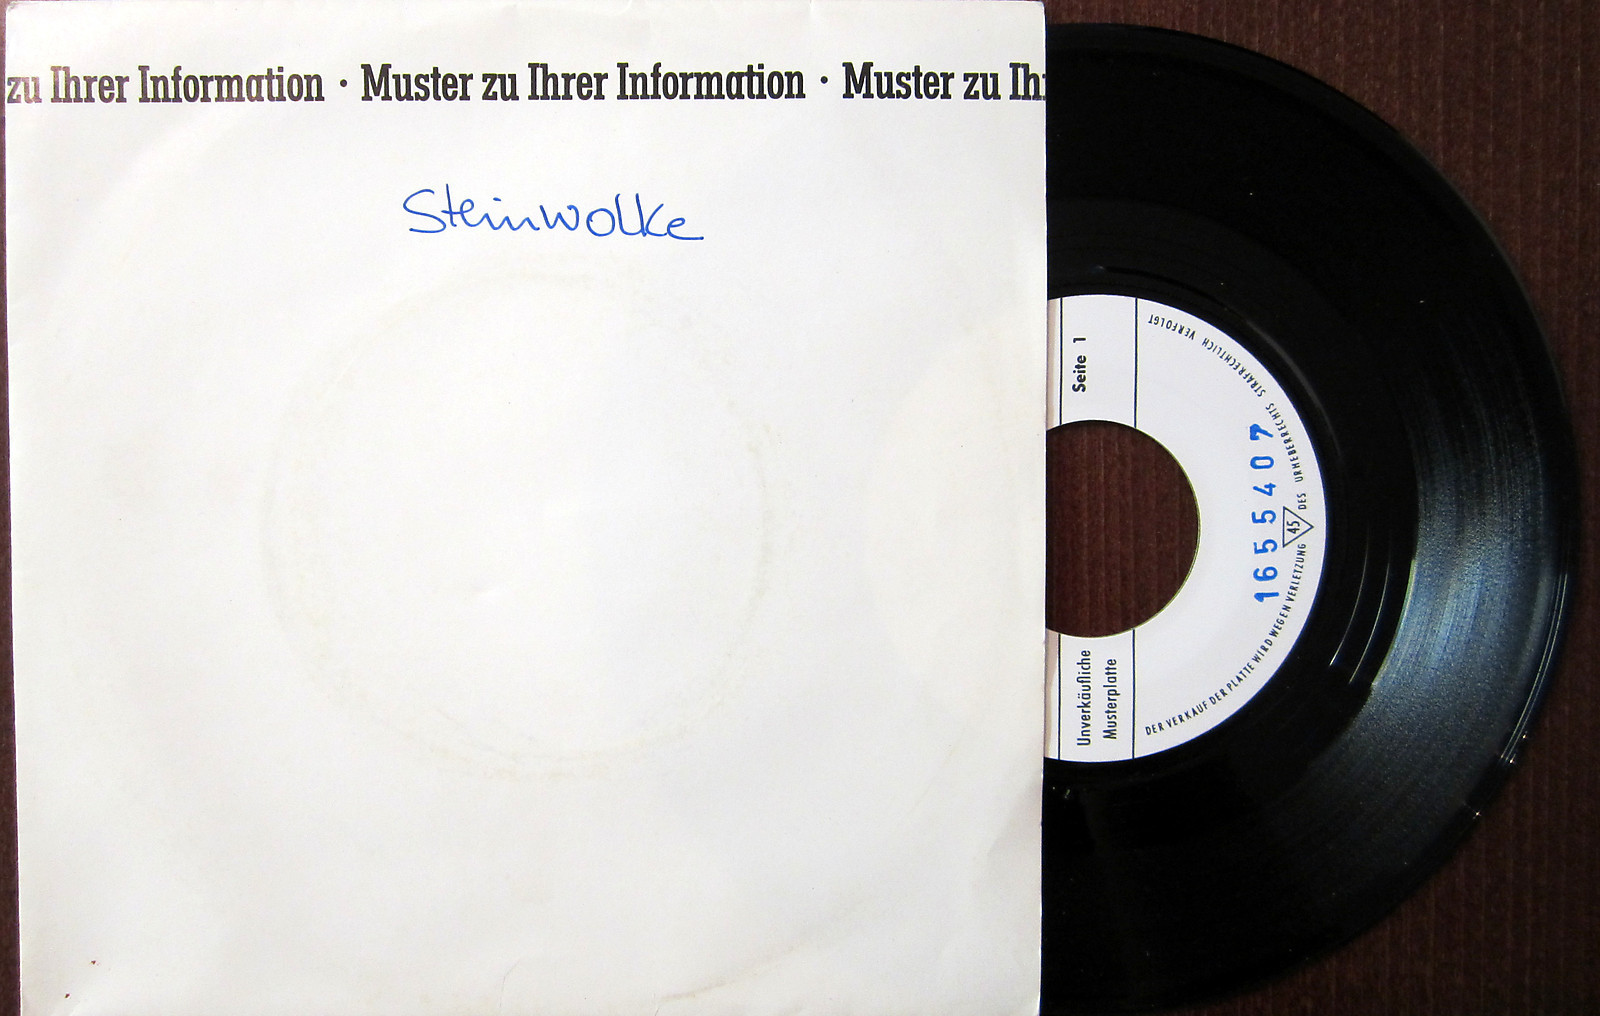 zu Ihrer Information · Muster zu Ihrer Information · Muster zu Ih
Steinwolke
Seite 1
Unverkäufliche
Musterplatte
1655407
45
DER VERKAUF DER PLATTE WIRD WEGEN VERLETZUNG DES URHEBERRECHTS STRAFRECHTLICH VERFOLGT